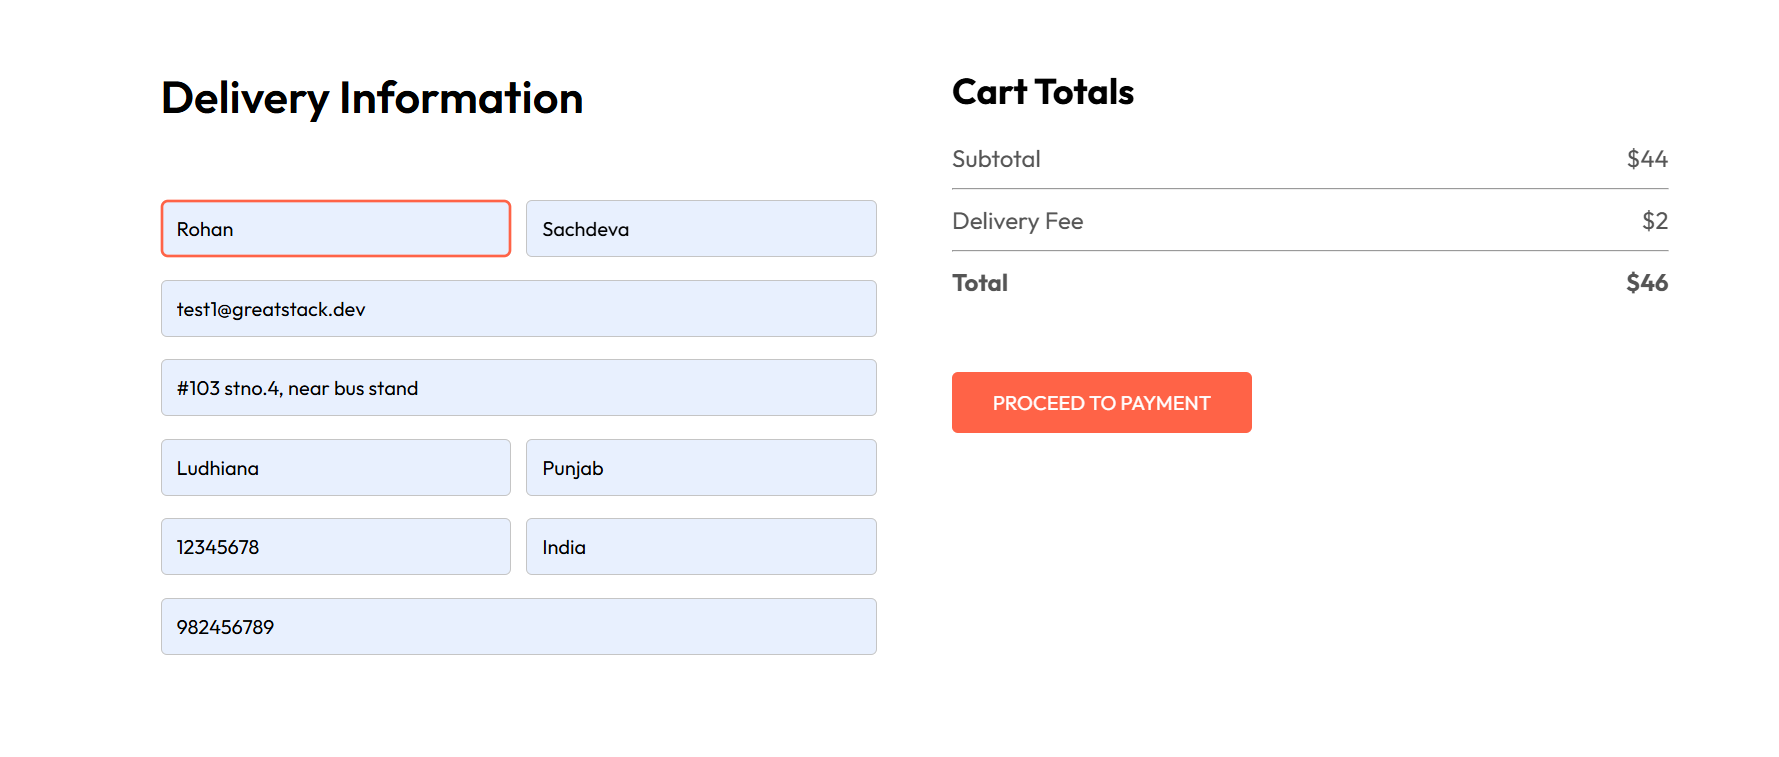 Delivery Information
Rohan
Sachdeva
test1@greatstack.dev
#103 stno.4, near bus stand
Ludhiana
Punjab
12345678
India
982456789
Cart Totals
Subtotal $44
Delivery Fee $2
Total $46
PROCEED TO PAYMENT